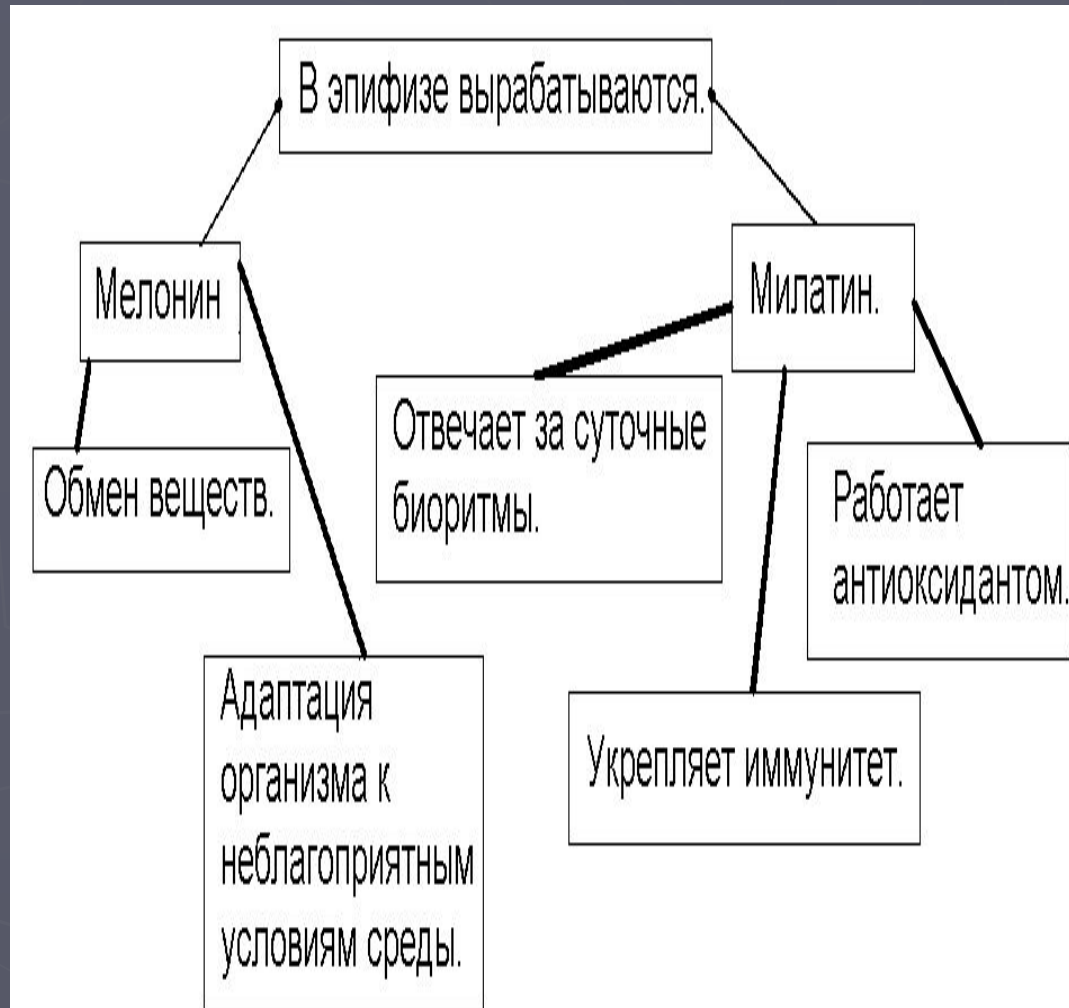 В эпифизе вырабатываются.
Мелонин
Милатин.
Обмен веществ.
Отвечает за суточные
биоритмы.
Работает
антиоксидантом.
Адаптация
организма к
неблагоприятным
условиям среды.
Укрепляет иммунитет.